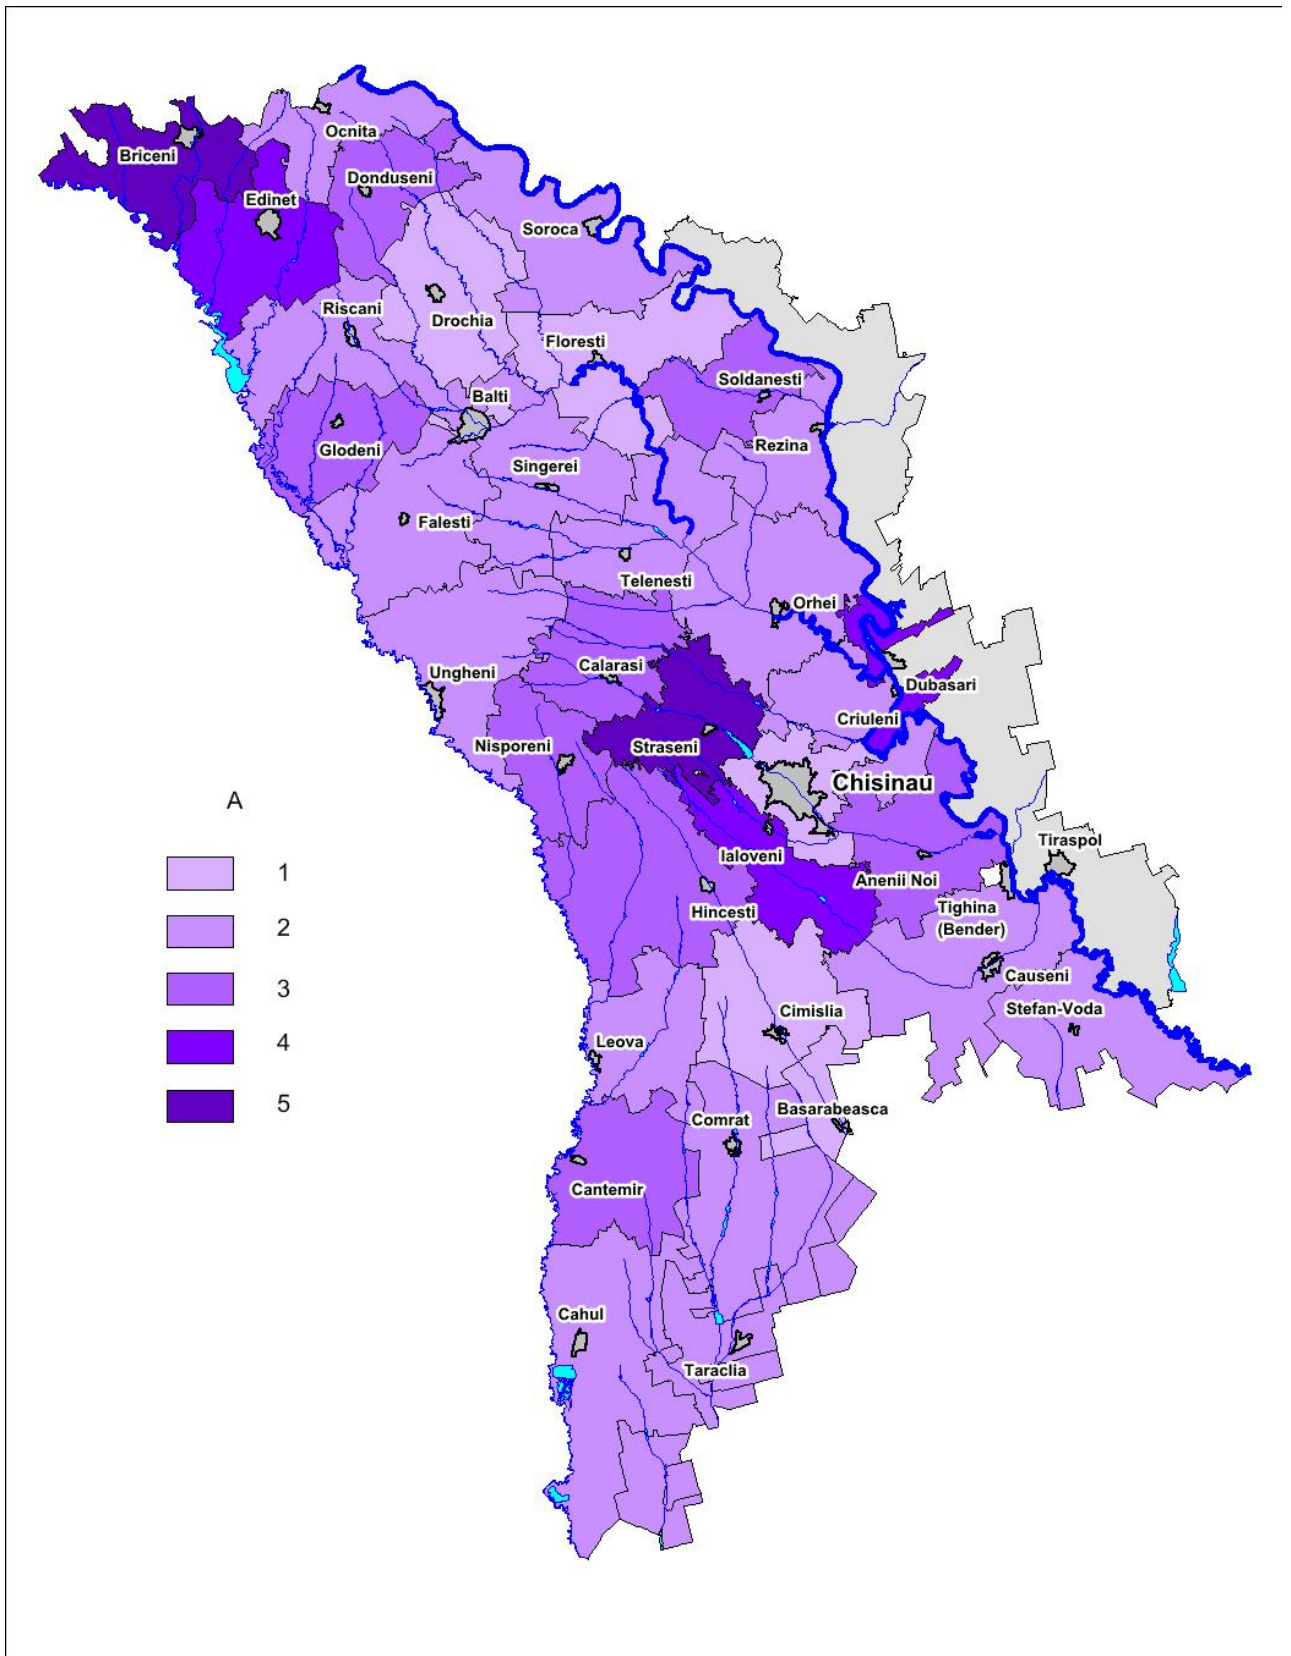 Ocnita
Briceni
Donduseni
Edinet
Soroca
Riscani
Drochia
Floresti
Soldanesti
Balti
Rezina
Glodeni
Singerei
Falesti
Telenesti
Orhei
Calarasi
Ungheni
Dubasari
Criuleni
Nisporeni
Straseni
Chisinau
A
Tiraspol
Ialoveni
1
Anenii Noi
Hincesti
Tighina
(Bender)
2
Causeni
3
Stefan-Voda
Cimislia
Leova
4
5
Basarabeasca
Comrat
Cantemir
Cahul
Taraclia